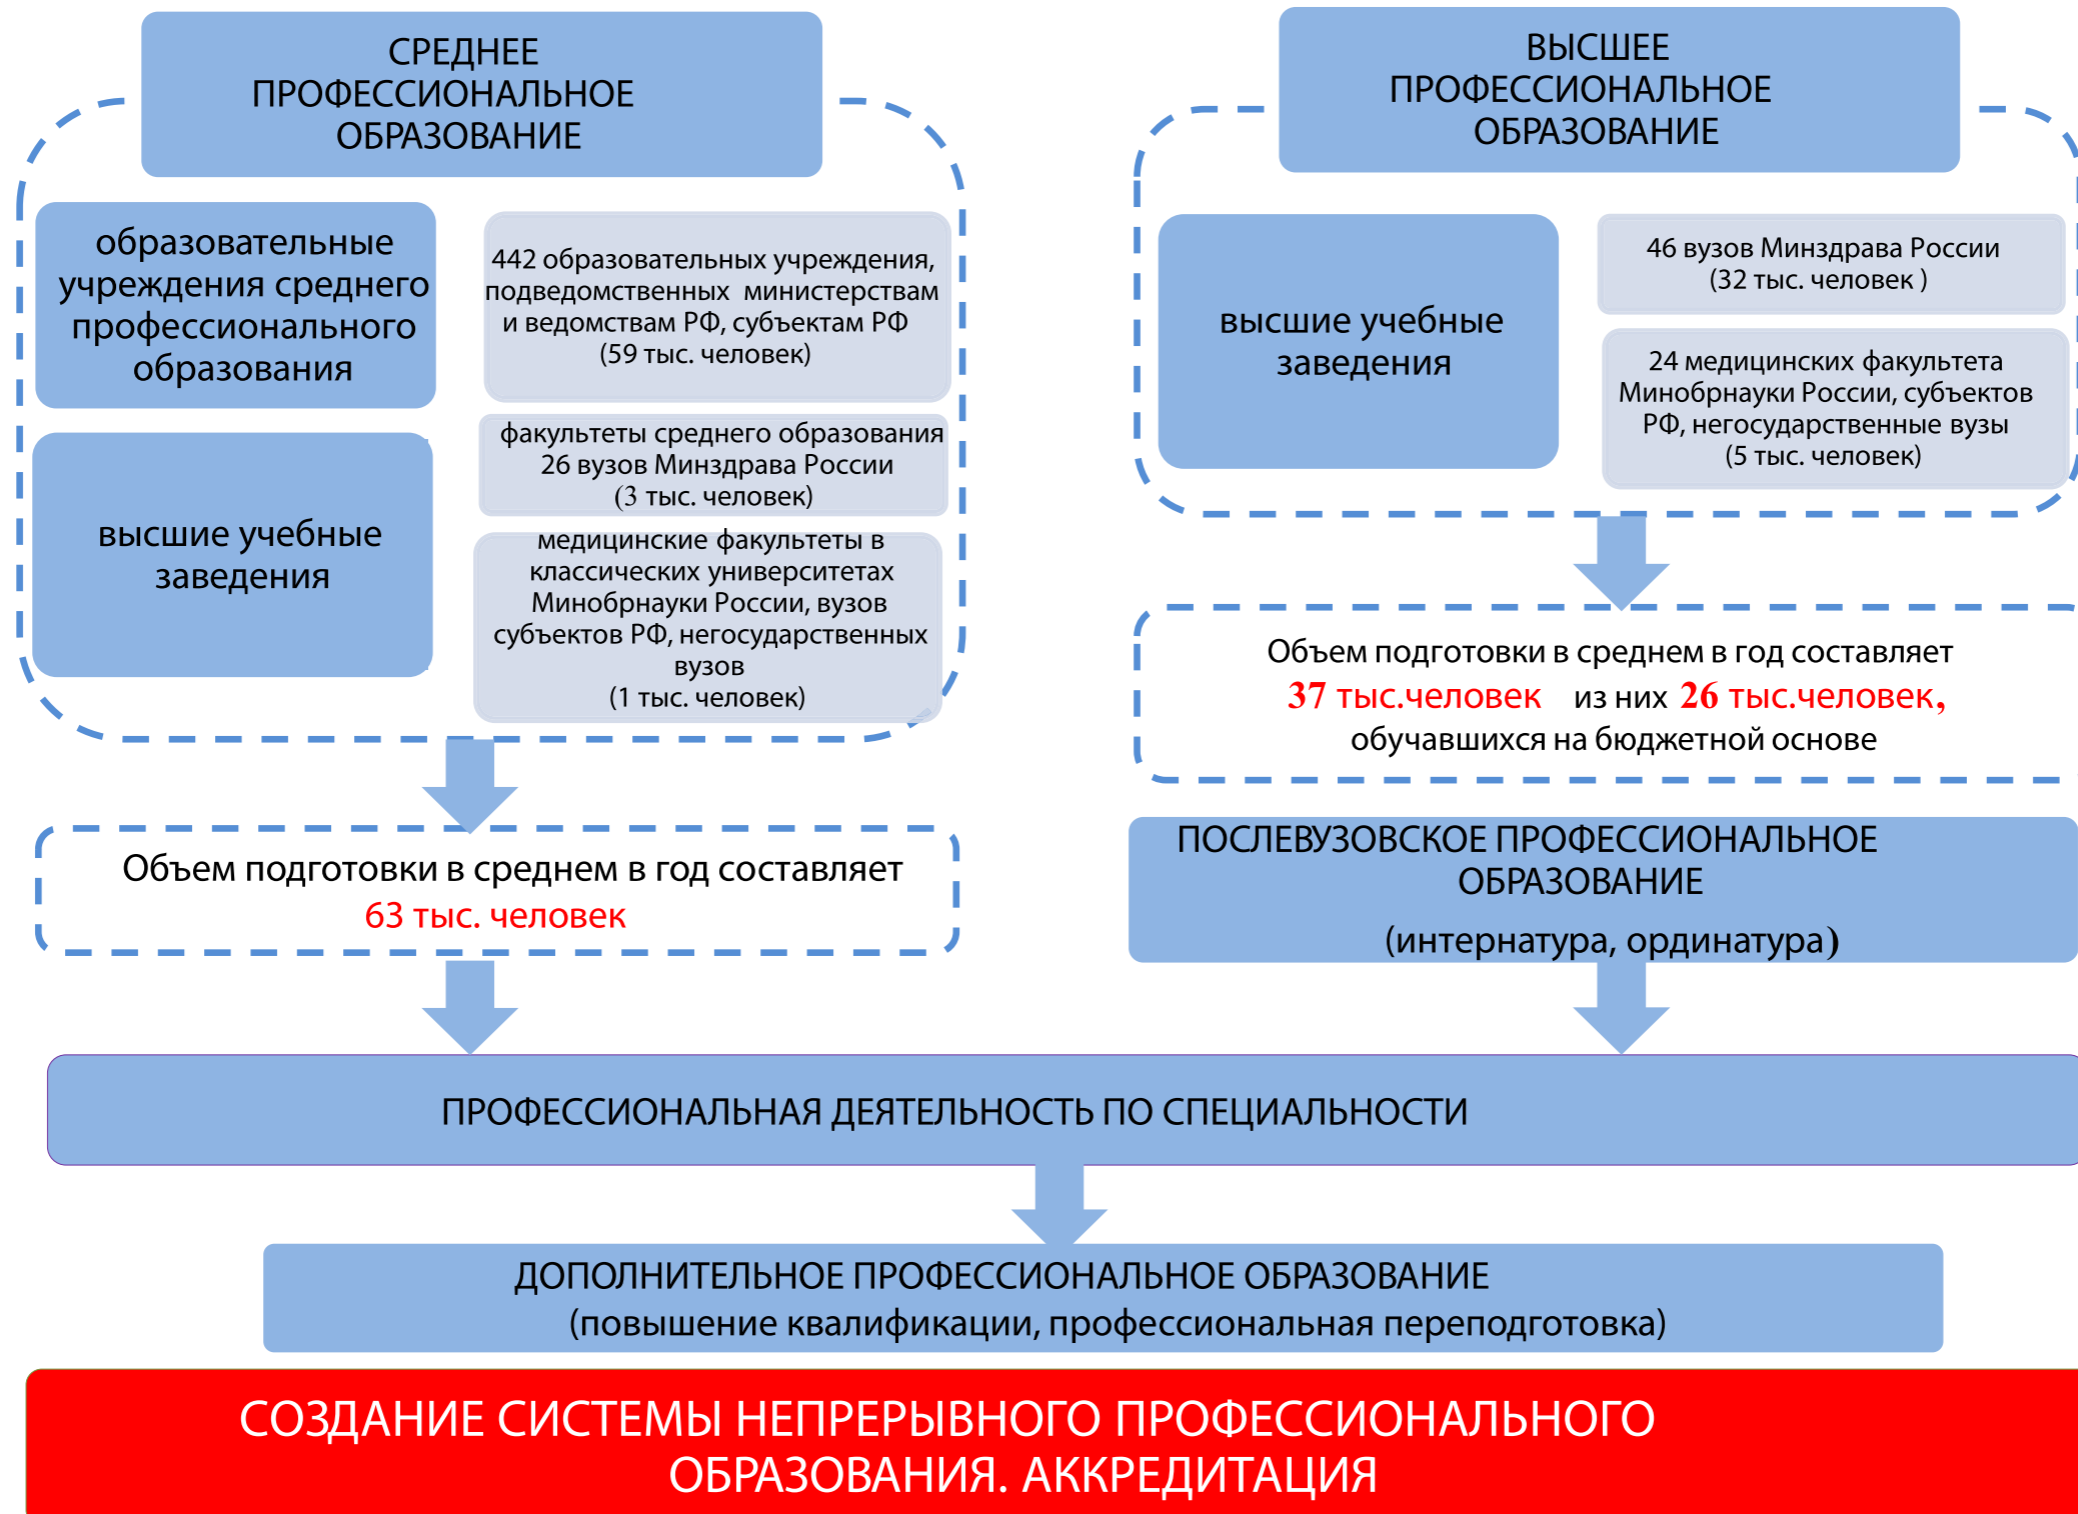 СРЕДНЕЕ
ПРОФЕССИОНАЛЬНОЕ
ОБРАЗОВАНИЕ
образовательные
учреждения среднего
профессионального
образования
442 образовательных учреждения,
подведомственных министерствам
и ведомствам РФ, субъектам РФ
(59 тыс. человек)
высшие учебные
заведения
факультеты среднего образования
26 вузов Минздрава России
(3 тыс. человек)
медицинские факультеты в
классических университетах
Минобрнауки России, вузов
субъектов РФ, негосударственных
вузов
(1 тыс. человек)
Объем подготовки в среднем в год составляет
63 тыс. человек
ВЫСШЕЕ
ПРОФЕССИОНАЛЬНОЕ
ОБРАЗОВАНИЕ
высшие учебные
заведения
46 вузов Минздрава России
(32 тыс. человек )
24 медицинских факультета
Минобрнауки России, субъектов
РФ, негосударственные вузы
(5 тыс. человек)
Объем подготовки в среднем в год составляет
37 тыс.человек из них 26 тыс.человек,
обучавшихся на бюджетной основе
ПОСЛЕВУЗОВСКОЕ ПРОФЕССИОНАЛЬНОЕ
ОБРАЗОВАНИЕ
(интернатура, ординатура)
ПРОФЕССИОНАЛЬНАЯ ДЕЯТЕЛЬНОСТЬ ПО СПЕЦИАЛЬНОСТИ
ДОПОЛНИТЕЛЬНОЕ ПРОФЕССИОНАЛЬНОЕ ОБРАЗОВАНИЕ
(повышение квалификации, профессиональная переподготовка)
СОЗДАНИЕ СИСТЕМЫ НЕПРЕРЫВНОГО ПРОФЕССИОНАЛЬНОГО
ОБРАЗОВАНИЯ. АККРЕДИТАЦИЯ